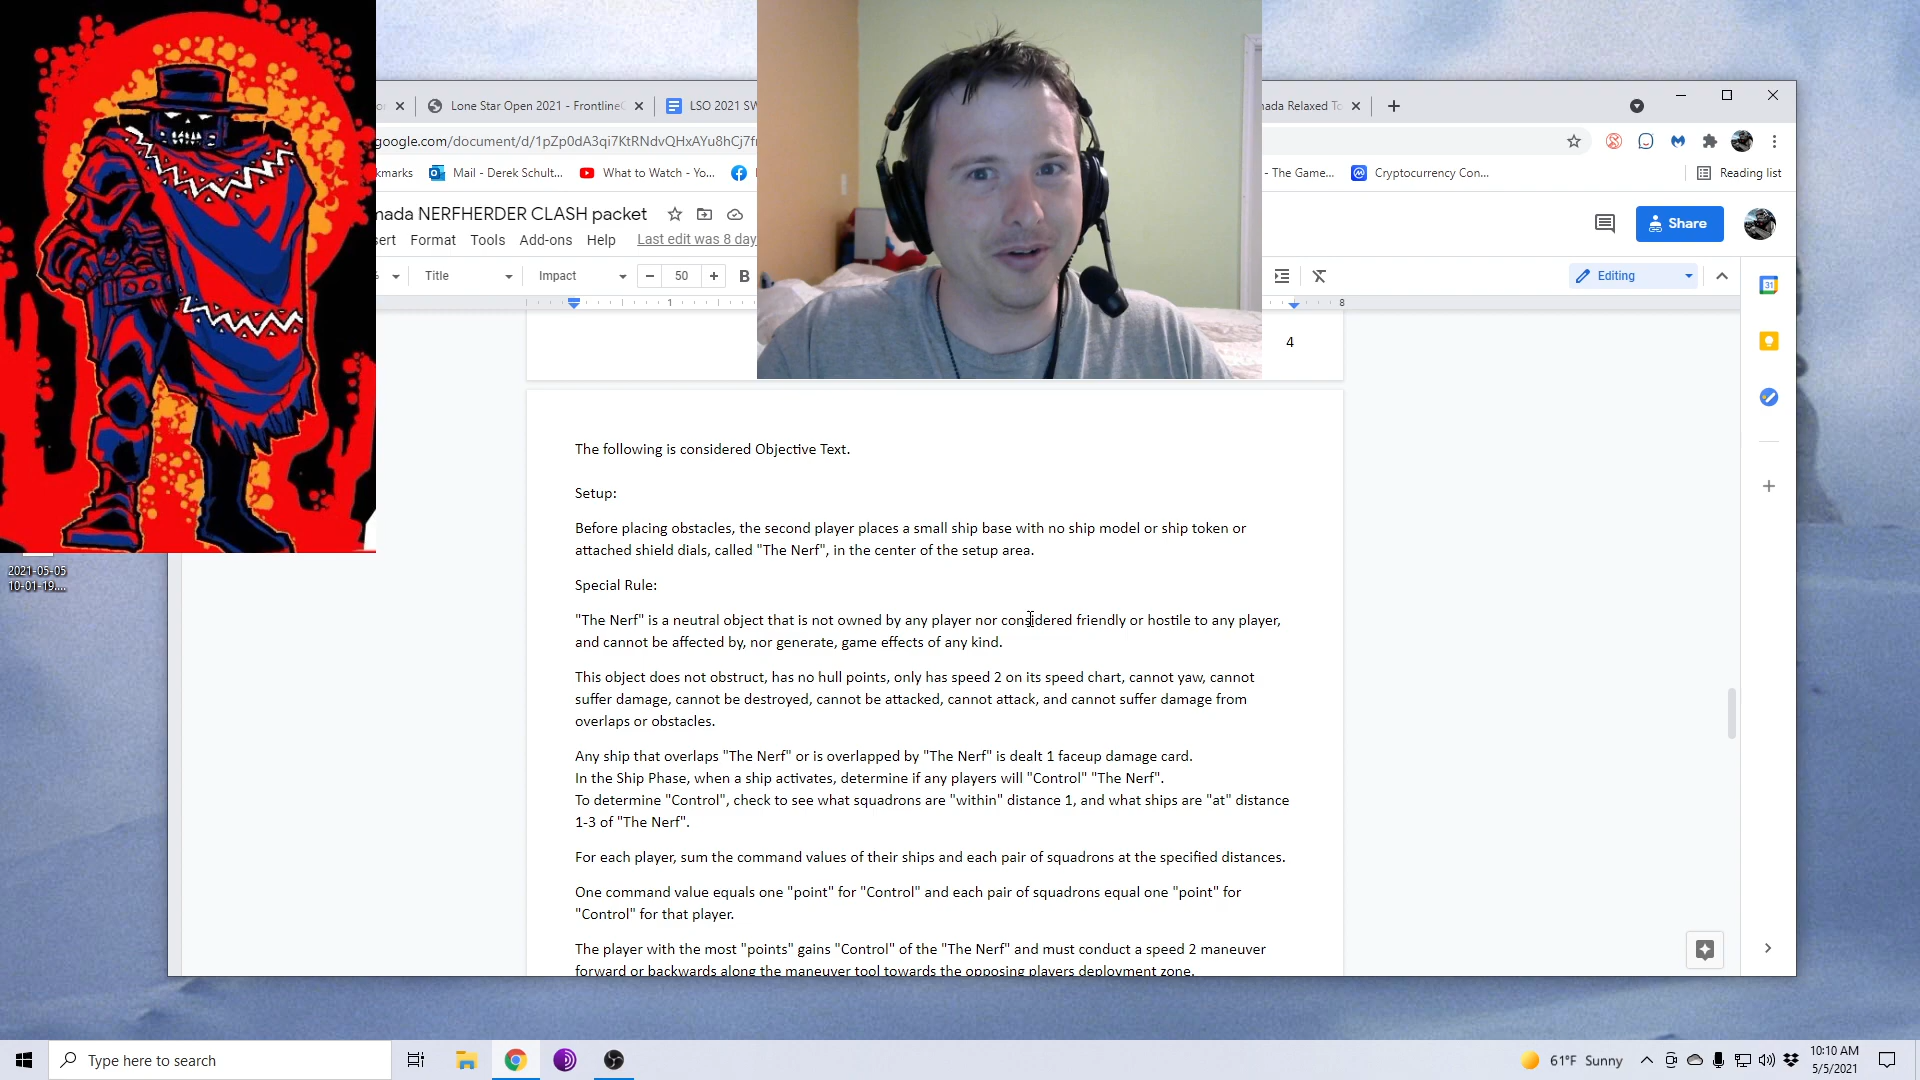 Lone Star Open 2021 - Frontline
LSO 2021 SW
nada Relaxed To
google.com/document/d/1pZp0dA3qi7KtRNdvQHxAYu8hCj7f
kmarks
Mail - Derek Schult...
What to Watch - Yo...
- The Game...
Cryptocurrency Con...
Reading list
mada NERFHERDER CLASH packet
Share
sert Format Tools Add-ons Help Last edit was 8 day
Title Impact 50 B
Editing
1
8
31
4
The following is considered Objective Text.
Setup:
Before placing obstacles, the second player places a small ship base with no ship model or ship token or
attached shield dials, called "The Nerf", in the center of the setup area.
Special Rule:
"The Nerf" is a neutral object that is not owned by any player nor considered friendly or hostile to any player,
and cannot be affected by, nor generate, game effects of any kind.
This object does not obstruct, has no hull points, only has speed 2 on its speed chart, cannot yaw, cannot
suffer damage, cannot be destroyed, cannot be attacked, cannot attack, and cannot suffer damage from
overlaps or obstacles.
Any ship that overlaps "The Nerf" or is overlapped by "The Nerf" is dealt 1 faceup damage card.
In the Ship Phase, when a ship activates, determine if any players will "Control" "The Nerf".
To determine "Control", check to see what squadrons are "within" distance 1, and what ships are "at" distance
1-3 of "The Nerf".
For each player, sum the command values of their ships and each pair of squadrons at the specified distances.
One command value equals one "point" for "Control" and each pair of squadrons equal one "point" for
"Control" for that player.
The player with the most "points" gains "Control" of the "The Nerf" and must conduct a speed 2 maneuver
forward or backwards along the maneuver tool towards the opposing players deployment zone.
2021-05-05
10-01-19....
Type here to search
61°F Sunny
10:10 AM
5/5/2021